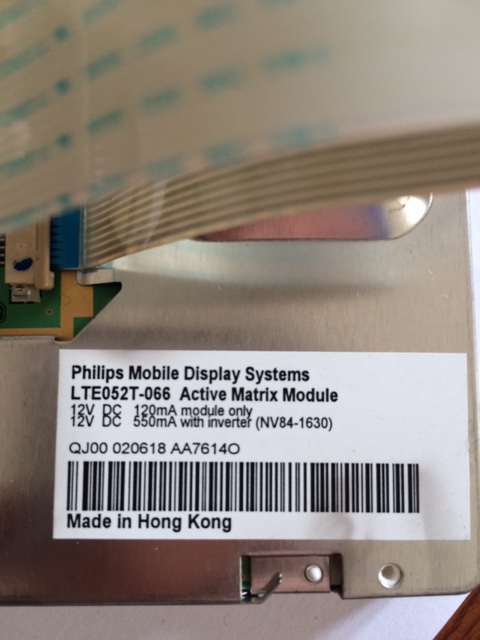 Philips Mobile Display Systems
LTE052T-066 Active Matrix Module
12V DC 120mA module only
12V DC 550mA with inverter (NV84-1630)
QJ00 020618 AA7614O
Made in Hong Kong